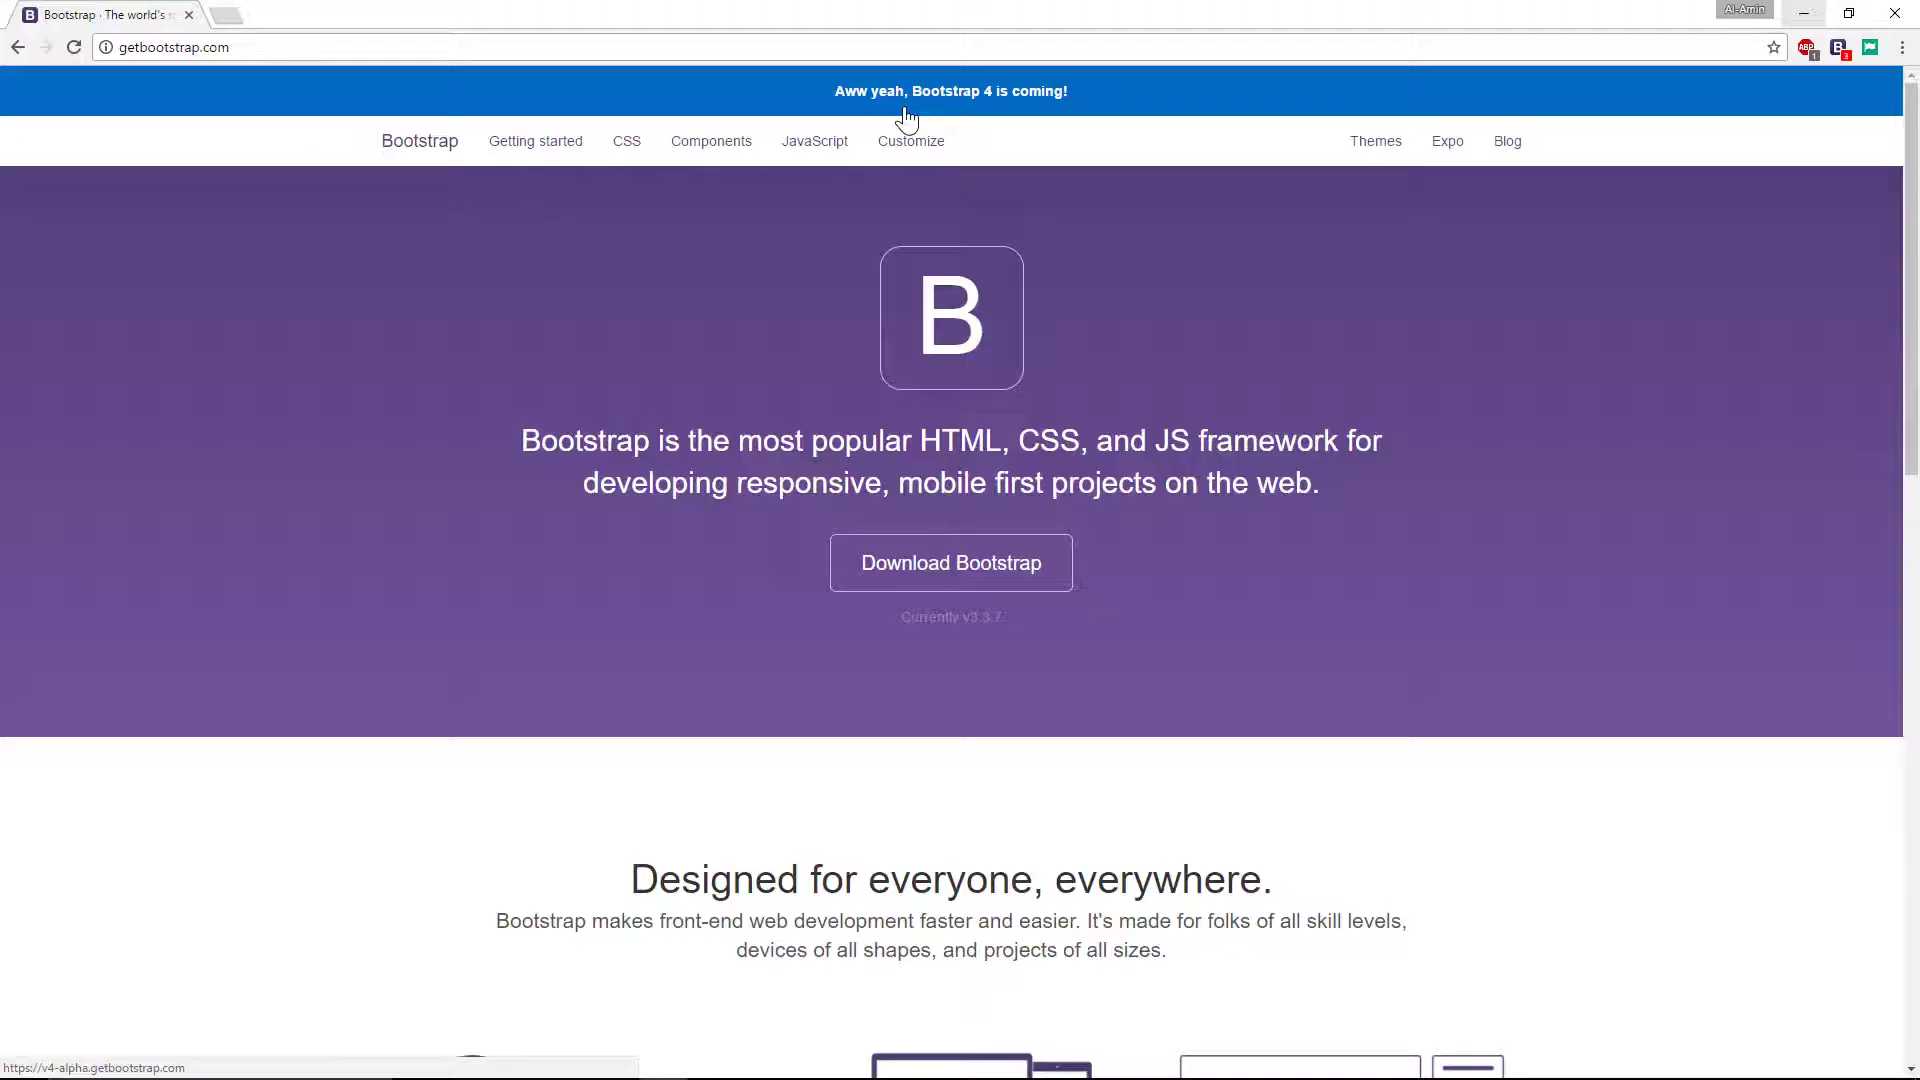 Bootstrap · The world's
Al-Amin
getbootstrap.com
ABP
1
B
3
Aww yeah, Bootstrap 4 is coming!
Bootstrap Getting started CSS Components JavaScript Customize Themes Expo Blog
B
Bootstrap is the most popular HTML, CSS, and JS framework for
developing responsive, mobile first projects on the web.
Download Bootstrap
Currently v3.3.7
Designed for everyone, everywhere.
Bootstrap makes front-end web development faster and easier. It's made for folks of all skill levels,
devices of all shapes, and projects of all sizes.
https://v4-alpha.getbootstrap.com